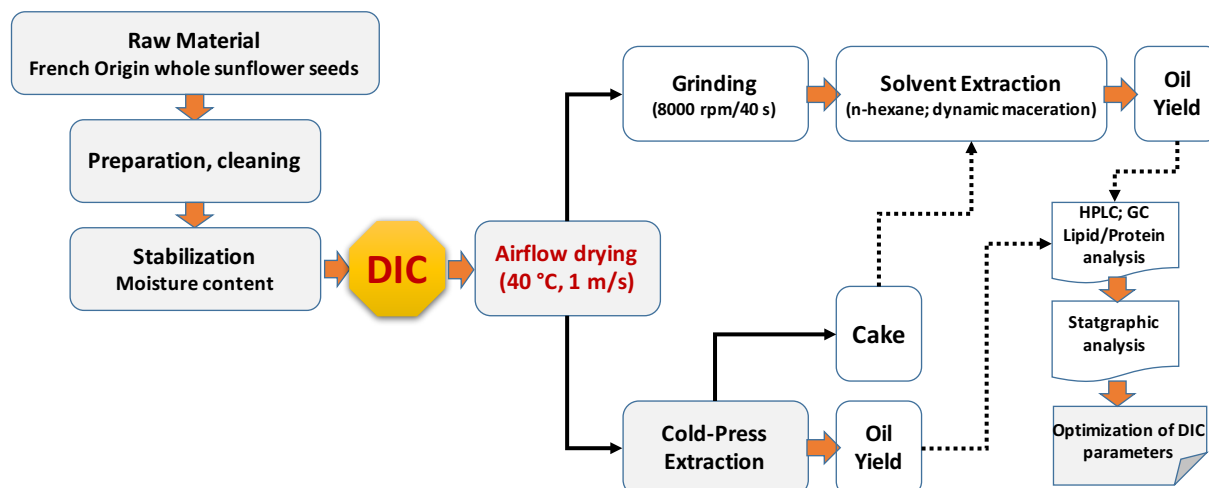 Raw Material
French Origin whole sunflower seeds
Preparation, cleaning
Stabilization
Moisture content
DIC
Airflow drying
(40 °C, 1 m/s)
Grinding
(8000 rpm/40 s)
Solvent Extraction
(n-hexane; dynamic maceration)
Oil
Yield
Cake
Cold-Press
Extraction
Oil
Yield
HPLC; GC
Lipid/Protein
analysis
Statgraphic
analysis
Optimization of DIC
parameters